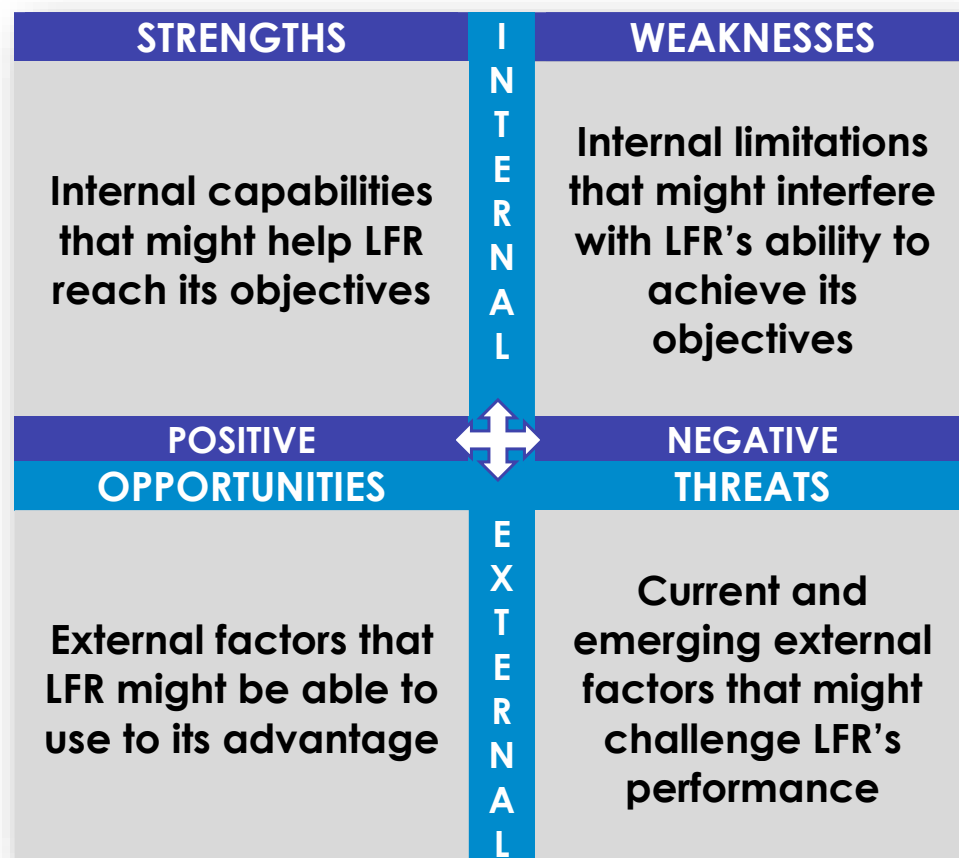 STRENGTHS
INTERNAL
WEAKNESSES
Internal capabilities
that might help LFR
reach its objectives
Internal limitations
that might interfere
with LFR’s ability to
achieve its
objectives
POSITIVE
NEGATIVE
OPPORTUNITIES
THREATS
EXTERNAL
External factors that
LFR might be able to
use to its advantage
Current and
emerging external
factors that might
challenge LFR’s
performance